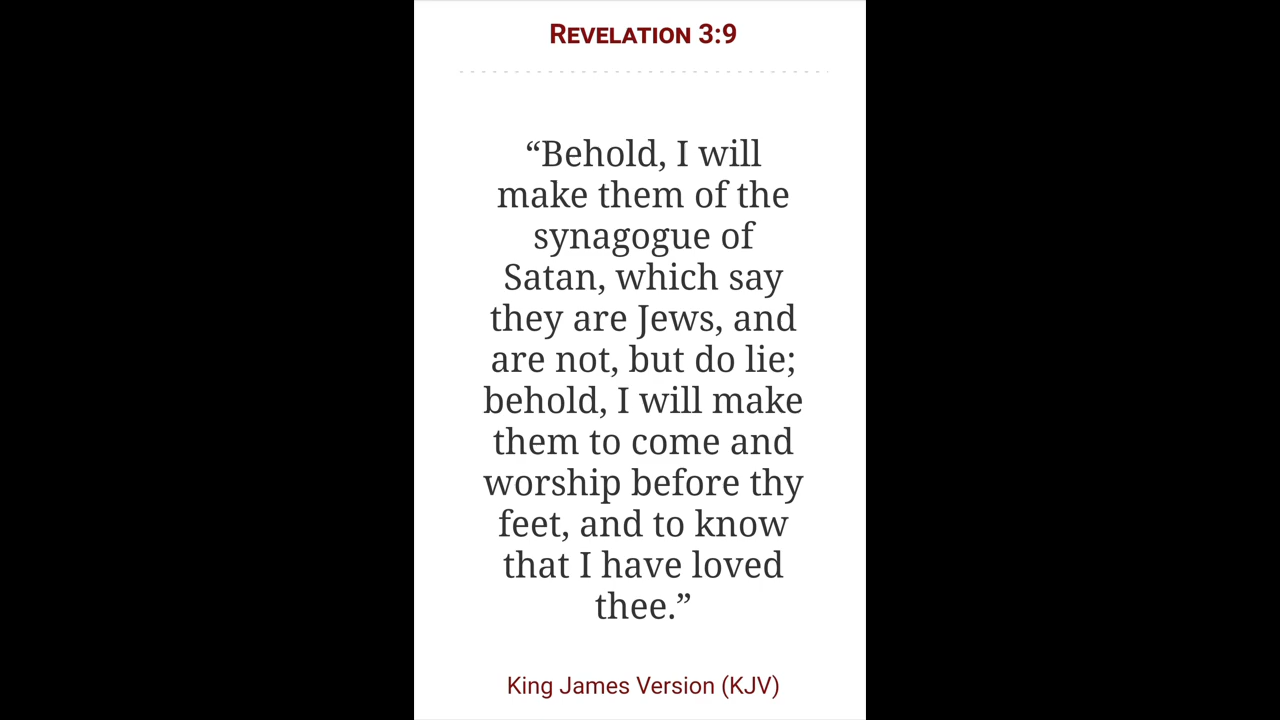 REVELATION 3:9
“Behold, I will
make them of the
synagogue of
Satan, which say
they are Jews, and
are not, but do lie;
behold, I will make
them to come and
worship before thy
feet, and to know
that I have loved
thee.”
King James Version (KJV)